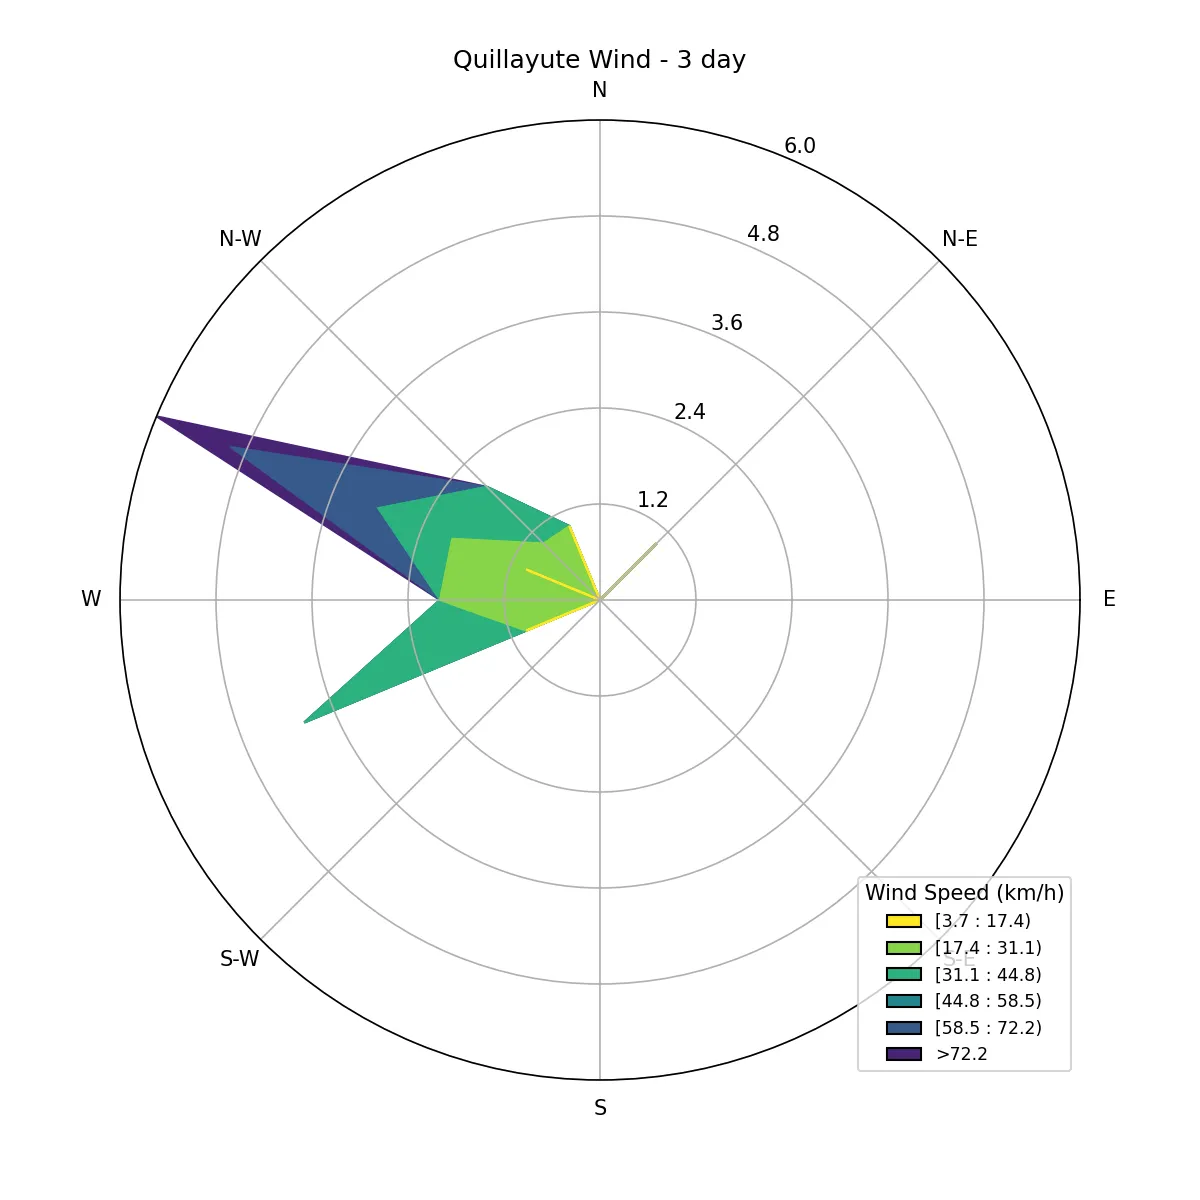 Quillayute Wind - 3 day
N
6.0
4.8
N-W
N-E
3.6
2.4
1.2
W
E
S-W
S-E
Wind Speed (km/h)
[3.7 : 17.4)
[17.4 : 31.1)
[31.1 : 44.8)
[44.8 : 58.5)
[58.5 : 72.2)
>72.2
S